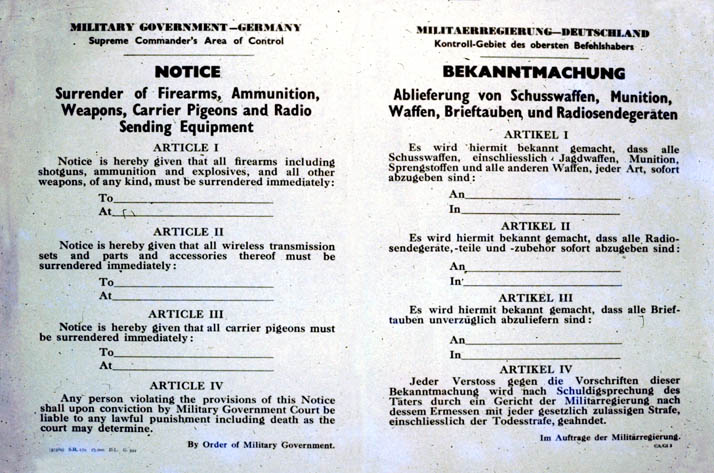 MILITARY GOVERNMENT—GERMANY
Supreme Commander's Area of Control
NOTICE
Surrender of Firearms, Ammunition,
Weapons, Carrier Pigeons and Radio
Sending Equipment
ARTICLE I
Notice is hereby given that all firearms including
shotguns, ammunition and explosives, and all other
weapons, of any kind, must be surrendered immediately:
To
At
ARTICLE II
Notice is hereby given that all wireless transmission
sets and parts and accessories thereof must be
surrendered immediately:
To
At
ARTICLE III
Notice is hereby given that all carrier pigeons must
be surrendered immediately:
To
At
ARTICLE IV
Any person violating the provisions of this Notice
shall upon conviction by Military Government Court be
liable to any lawful punishment including death as the
court may determine.
By Order of Military Government.
MILITAERREGIERUNG—DEUTSCHLAND
Kontroll-Gebiet des obersten Befehlshabers
BEKANNTMACHUNG
Ablieferung von Schusswaffen, Munition,
Waffen, Brieftauben und Radiosendegeräten
ARTIKEL I
Es wird hiermit bekannt gemacht, dass alle
Schusswaffen, einschliesslich Jagdwaffen, Munition,
Sprengstoffen und alle anderen Waffen, jeder Art, sofort
abzugeben sind:
An
In
ARTIKEL II
Es wird hiermit bekannt gemacht, dass alle Radio-
sendegeräte,-teile und -zubehör sofort abzugeben sind:
An
In
ARTIKEL III
Es wird hiermit bekannt gemacht, dass alle Brief-
tauben unverzüglich abzuliefern sind:
An
In
ARTIKEL IV
Jeder Verstoss gegen die Vorschriften dieser
Bekanntmachung wird nach Schuldigsprechung des
Täters durch ein Gericht der Militärregierung nach
dessem Ermessen mit jeder gesetzlich zulässigen Strafe,
einschliesslich der Todesstrafe, geahndet.
Im Auftrage der Militärregierung.